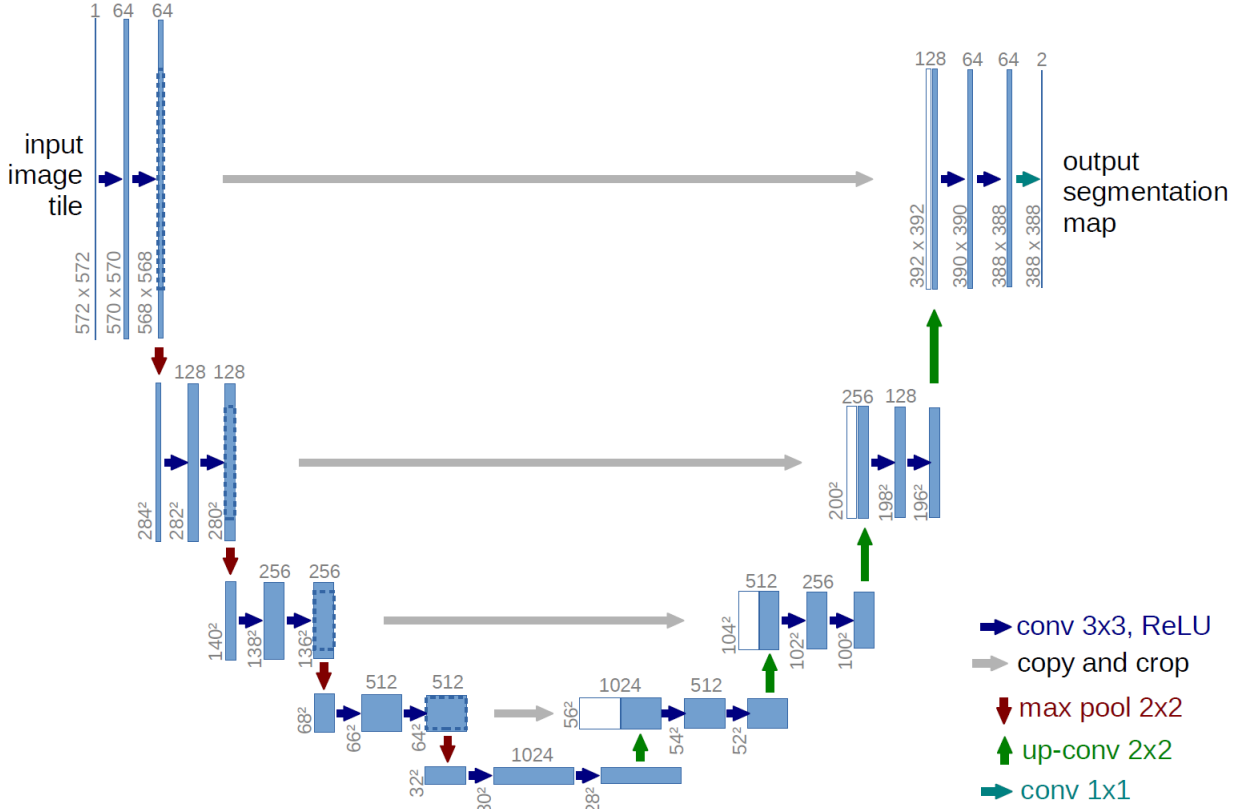 1 64 64
input
image
tile
572 x 572
570 x 570
568 x 568
128 64 64 2
output
segmentation
map
392 x 392
390 x 390
388 x 388
388 x 388
128 128
284²
282²
280²
256 128
200²
198²
196²
256 256
140²
138²
136²
512 256
104²
102²
100²
512 512
68²
66²
64²
1024 512
56²
54²
52²
1024
32²
30²
28²
conv 3x3, ReLU
copy and crop
max pool 2x2
up-conv 2x2
conv 1x1